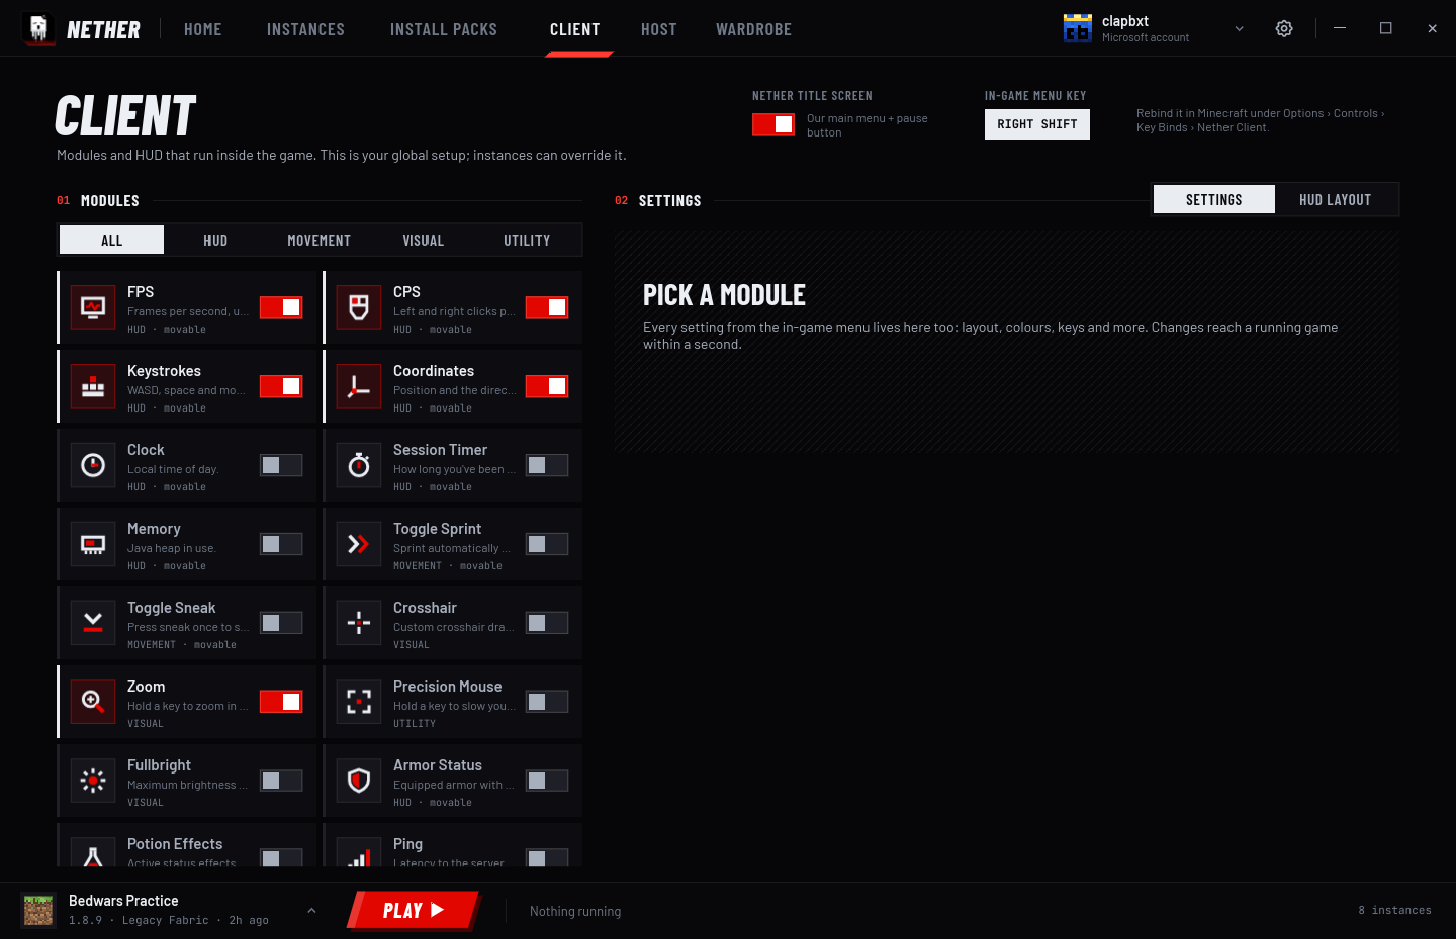 NETHER
HOME
INSTANCES
INSTALL PACKS
CLIENT
HOST
WARDROBE
clapbxt
Microsoft account
CLIENT
Modules and HUD that run inside the game. This is your global setup; instances can override it.
NETHER TITLE SCREEN
Our main menu + pause
button
IN-GAME MENU KEY
RIGHT SHIFT
Rebind it in Minecraft under Options › Controls ›
Key Binds › Nether Client.
01 MODULES
ALL
HUD
MOVEMENT
VISUAL
UTILITY
FPS
Frames per second, u...
HUD · movable
CPS
Left and right clicks p...
HUD · movable
Keystrokes
WASD, space and mo...
HUD · movable
Coordinates
Position and the direc...
HUD · movable
Clock
Local time of day.
HUD · movable
Session Timer
How long you've been ...
HUD · movable
Memory
Java heap in use.
HUD · movable
Toggle Sprint
Sprint automatically ...
MOVEMENT · movable
Toggle Sneak
Press sneak once to s...
MOVEMENT · movable
Crosshair
Custom crosshair dra...
VISUAL
Zoom
Hold a key to zoom in ...
VISUAL
Precision Mouse
Hold a key to slow you...
UTILITY
Fullbright
Maximum brightness ...
VISUAL
Armor Status
Equipped armor with ...
HUD · movable
Potion Effects
Active status effects
Ping
Latency to the server
02 SETTINGS
SETTINGS
HUD LAYOUT
PICK A MODULE
Every setting from the in-game menu lives here too: layout, colours, keys and more. Changes reach a running game
within a second.
Bedwars Practice
1.8.9 · Legacy Fabric · 2h ago
PLAY
Nothing running
8 instances